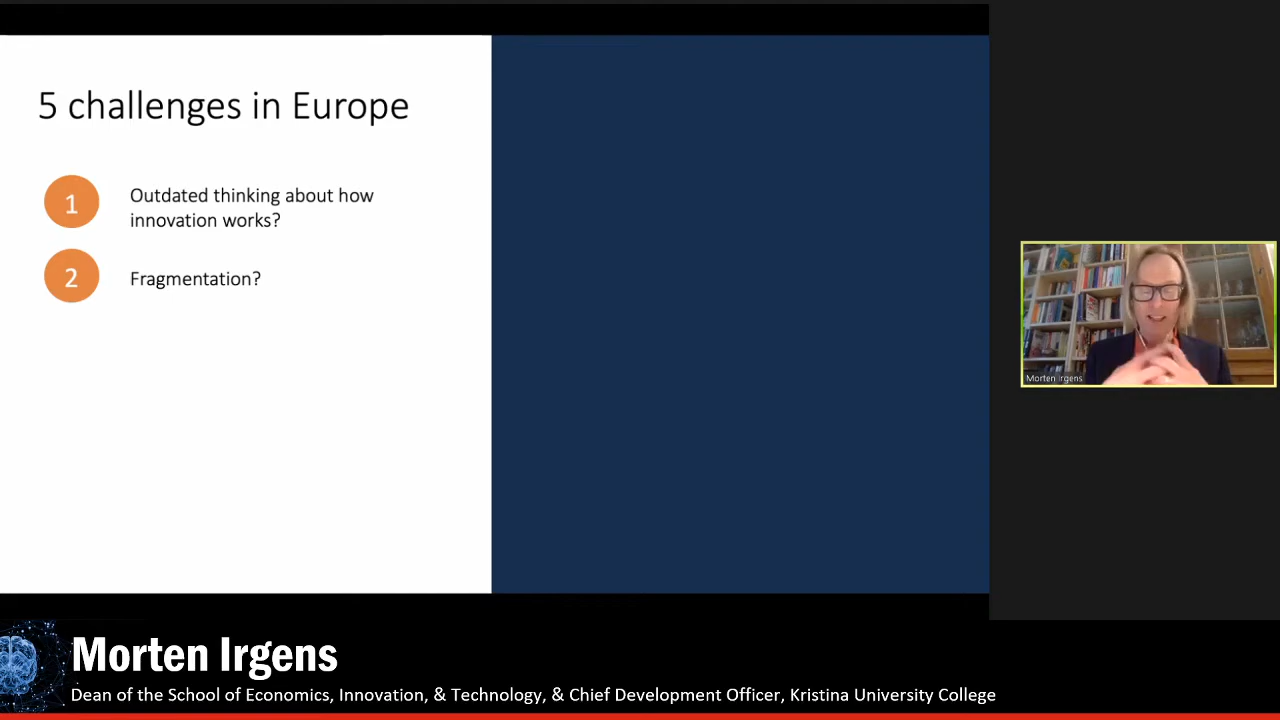 5 challenges in Europe
1
Outdated thinking about how
innovation works?
2
Fragmentation?
Morten Irgens
Morten Irgens
Dean of the School of Economics, Innovation, & Technology, & Chief Development Officer, Kristina University College